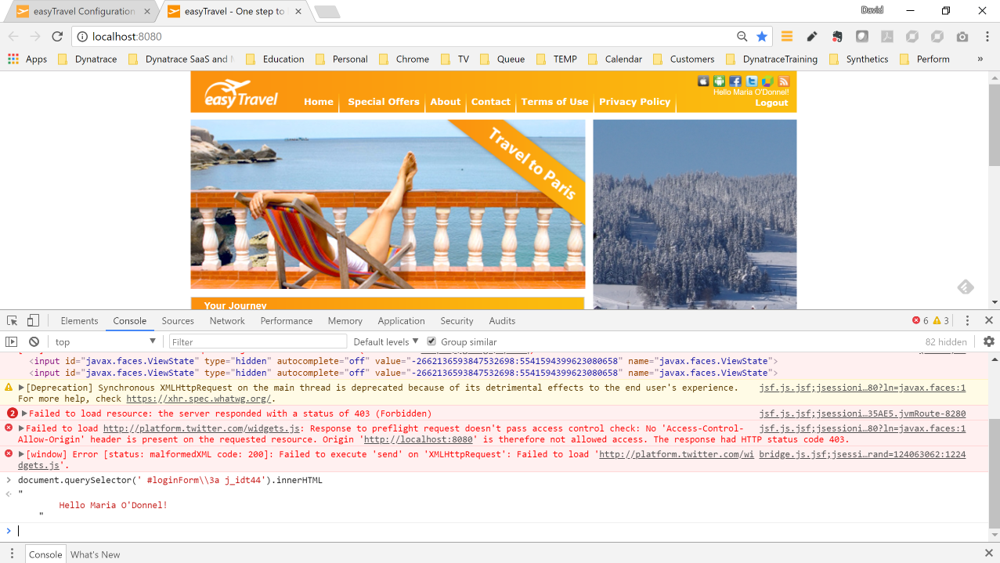 easyTravel Configuration
easyTravel - One step to
David
localhost:8080
Apps
Dynatrace
Dynatrace SaaS and
Education
Personal
Chrome
TV
Queue
TEMP
Calendar
Customers
DynatraceTraining
Synthetics
Perform
»
easyTravel
Home
Special Offers
About
Contact
Terms of Use
Privacy Policy
Hello Maria O'Donnel!
Logout
Travel to Paris
Your Journey
Elements
Console
Sources
Network
Performance
Memory
Application
Security
Audits
6
3
top
Filter
Default levels
Group similar
82 hidden
<input id="javax.faces.ViewState" type="hidden" autocomplete="off" value="-2662136593847532698:5541594399623080658" name="javax.faces.ViewState">
<input id="javax.faces.ViewState" type="hidden" autocomplete="off" value="-2662136593847532698:5541594399623080658" name="javax.faces.ViewState">
[Deprecation] Synchronous XMLHttpRequest on the main thread is deprecated because of its detrimental effects to the end user's experience. jsf.js.jsf;jsessioni…80?ln=javax.faces:1
For more help, check https://xhr.spec.whatwg.org/.
2 Failed to load resource: the server responded with a status of 403 (Forbidden) jsf.js.jsf;jsessioni…35AE5.jvmRoute-8280
Failed to load http://platform.twitter.com/widgets.js: Response to preflight request doesn't pass access control check: No 'Access-Control- jsf.js.jsf;jsessioni…80?ln=javax.faces:1
Allow-Origin' header is present on the requested resource. Origin 'http://localhost:8080' is therefore not allowed access. The response had HTTP status code 403.
[window] Error [status: malformedXML code: 200]: Failed to execute 'send' on 'XMLHttpRequest': Failed to load 'http://platform.twitter.com/wi bridge.js.jsf;jsessi…rand=124063062:1224
dgets.js'.
document.querySelector(' #loginForm\\3a j_idt44').innerHTML
"
Hello Maria O'Donnel!
"
Console
What's New